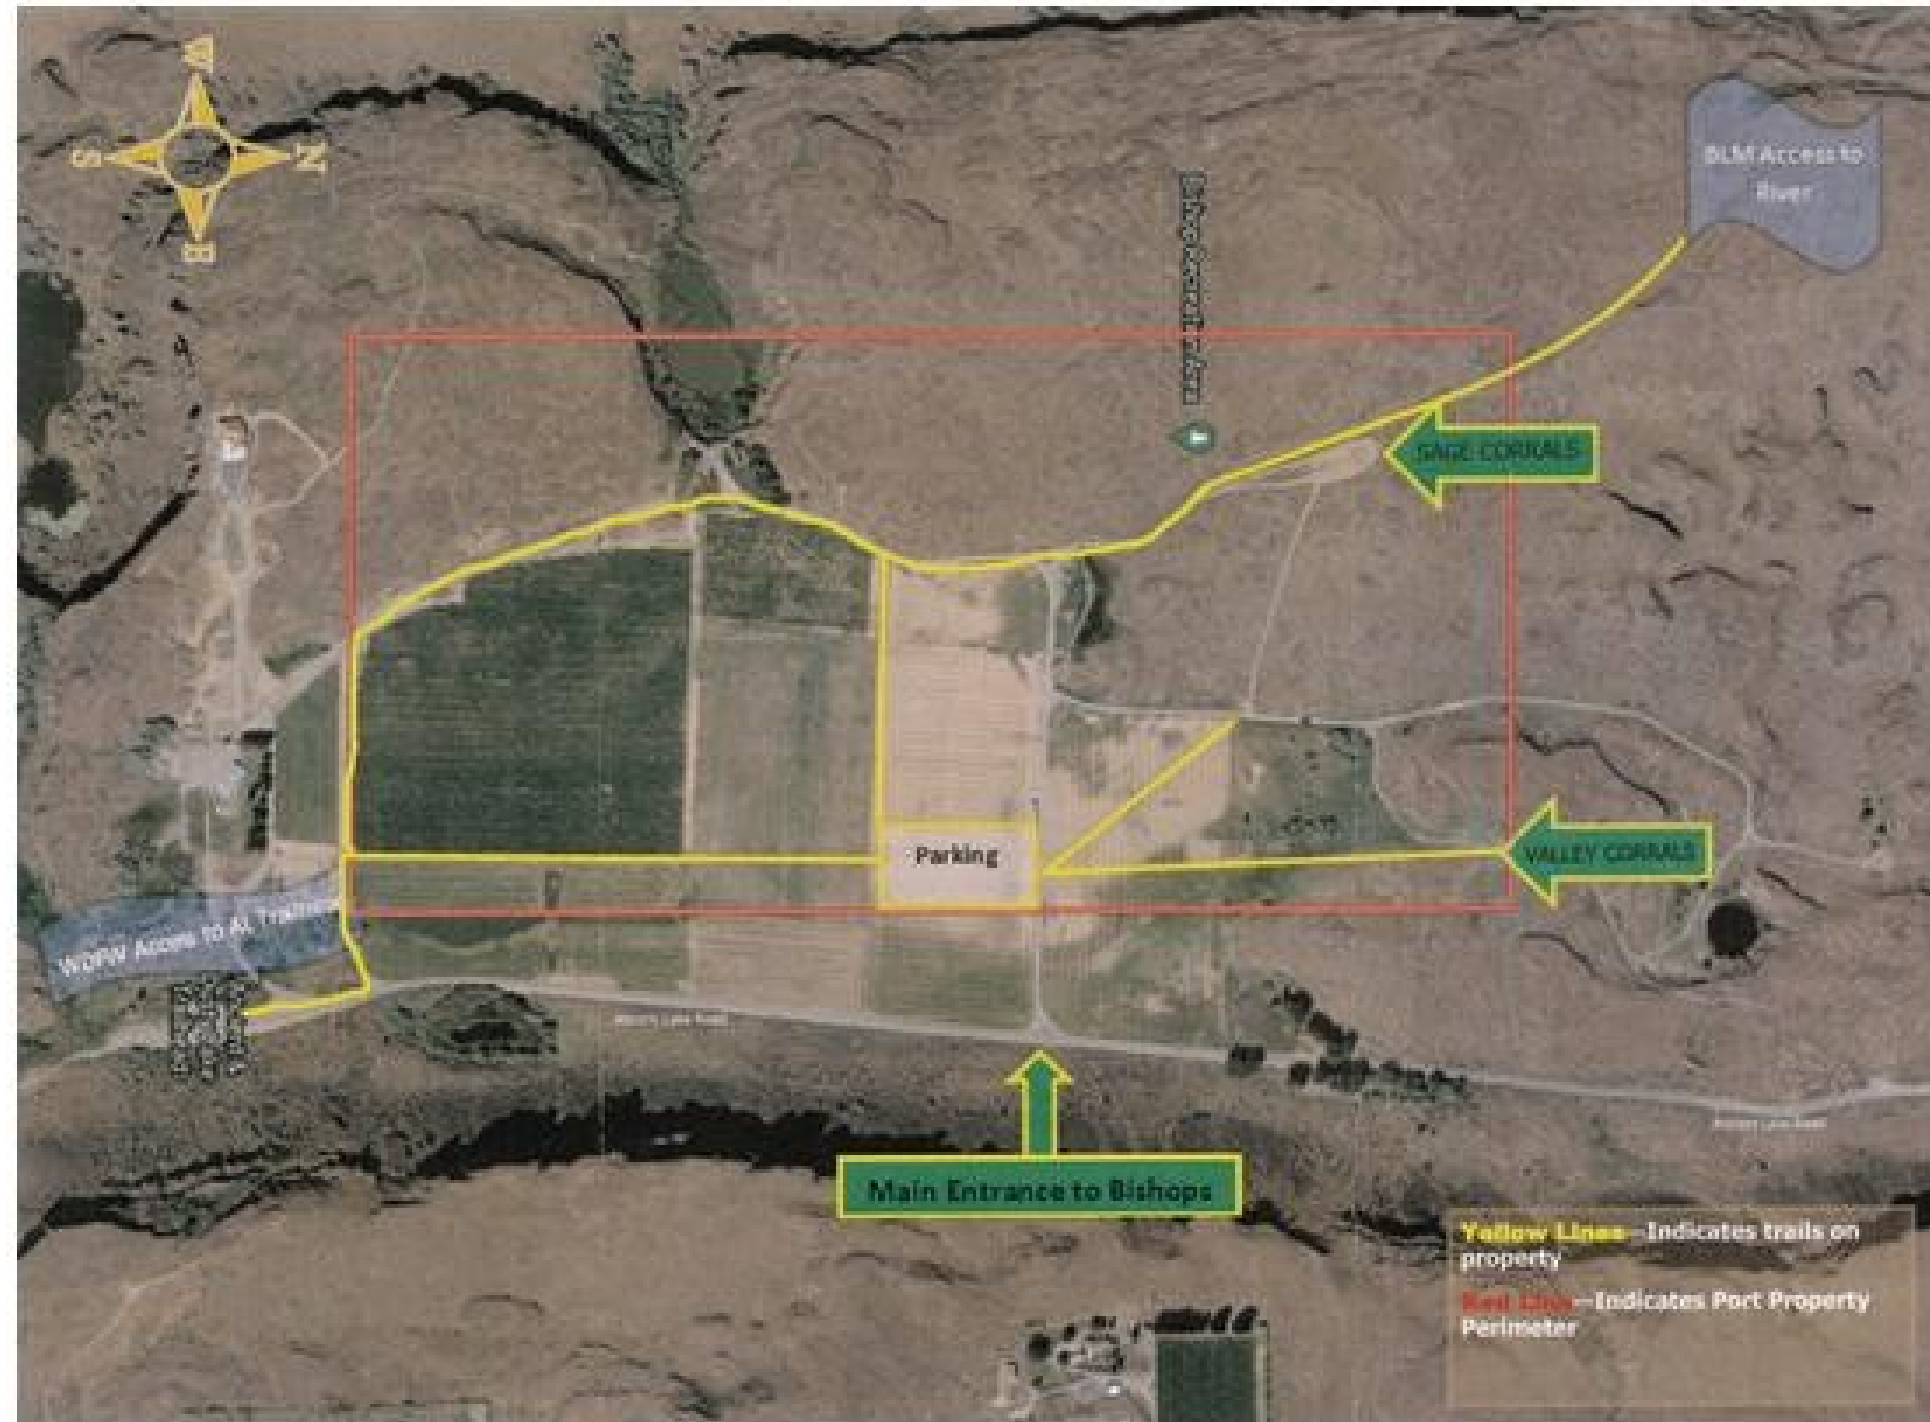 W
S
N
E
BLM Access to
River
SAGE CORRALS
Parking
VALLEY CORRALS
WDFW Access to AL Trails
Main Entrance to Bishops
Yellow Lines—Indicates trails on
property
Red Line—Indicates Port Property
Perimeter